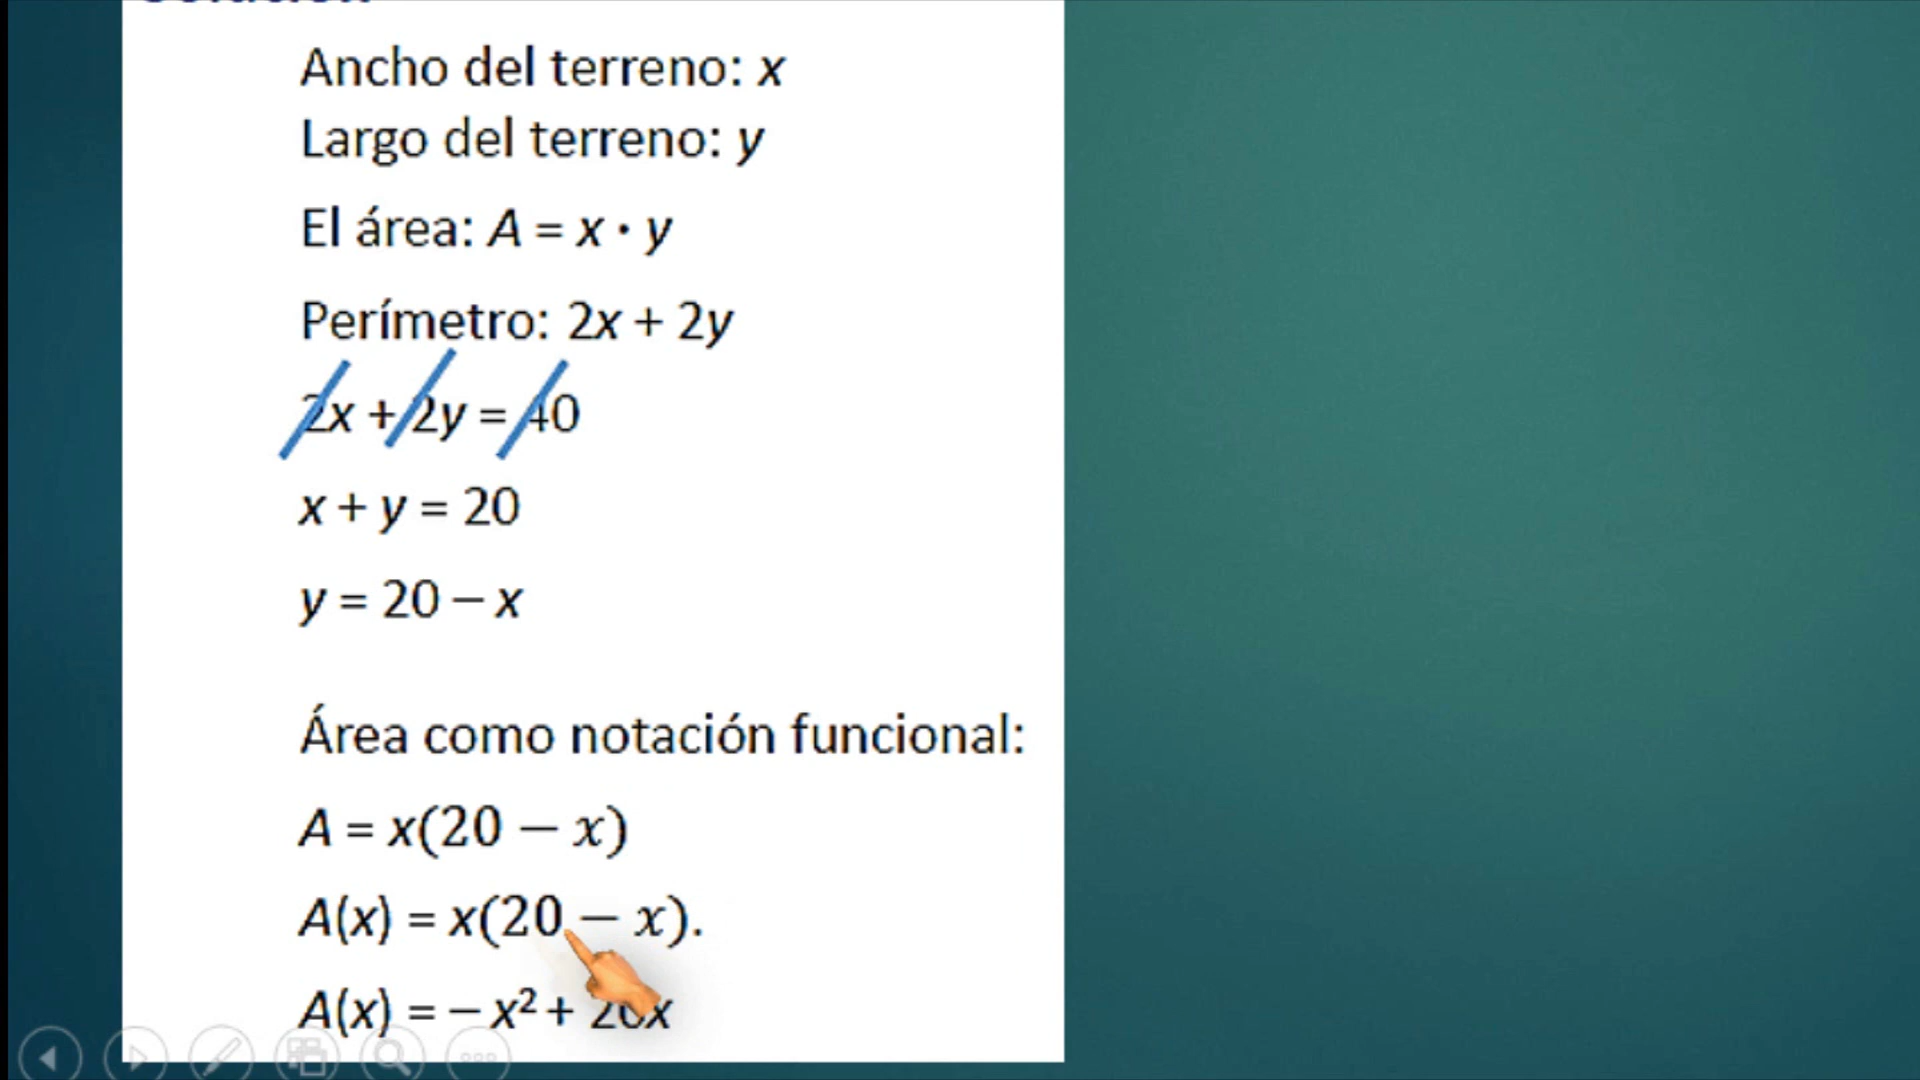 Ancho del terreno: x
Largo del terreno: y
El área: A = x · y
Perímetro: 2x + 2y
2x + 2y = 40
x + y = 20
y = 20 – x
Área como notación funcional:
A = x(20 − x)
A(x) = x(20 − x).
A(x) = – x² + 20x